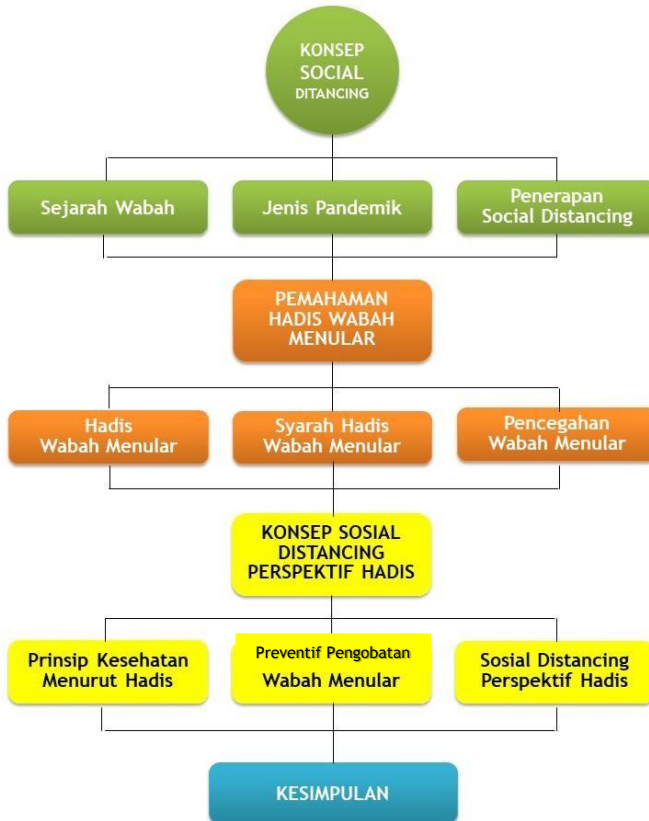 KONSEP
SOCIAL
DITANCING
Sejarah Wabah
Jenis Pandemik
Penerapan
Social Distancing
PEMAHAMAN
HADIS WABAH
MENULAR
Hadis
Wabah Menular
Syarah Hadis
Wabah Menular
Pencegahan
Wabah Menular
KONSEP SOSIAL
DISTANCING
PERSPEKTIF HADIS
Prinsip Kesehatan
Menurut Hadis
Preventif Pengobatan
Wabah Menular
Sosial Distancing
Perspektif Hadis
KESIMPULAN